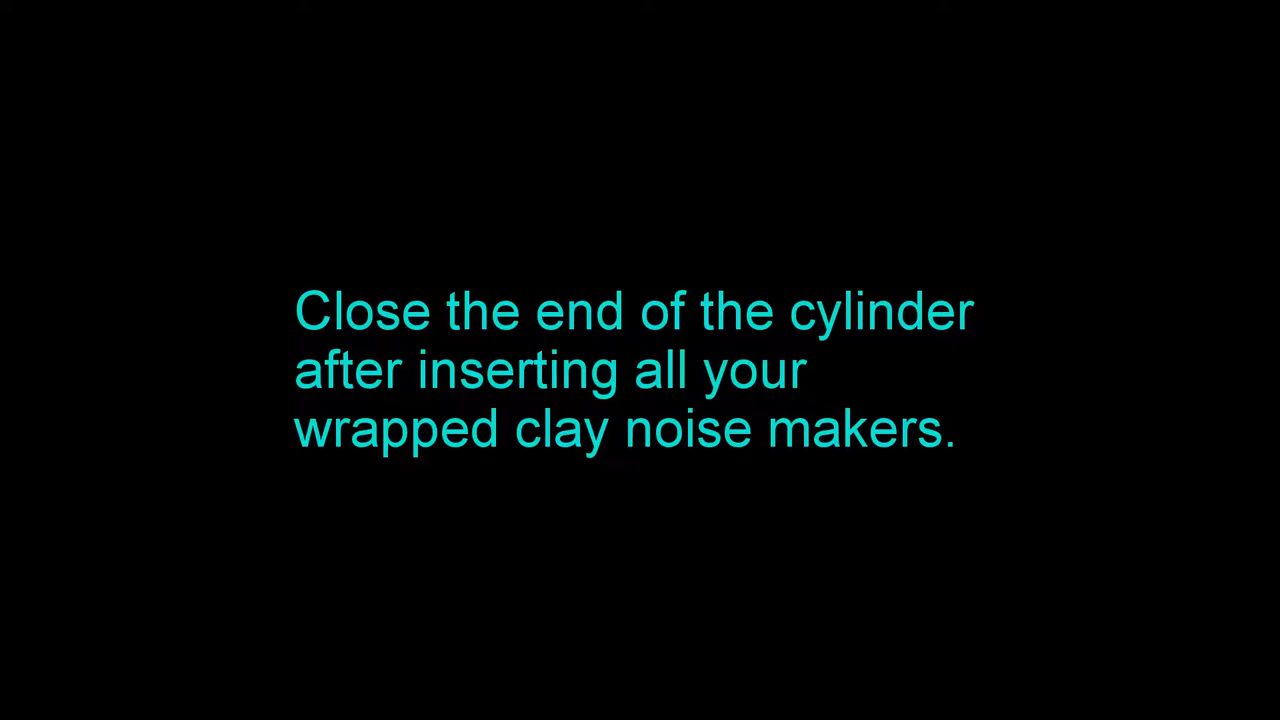 Close the end of the cylinder
after inserting all your
wrapped clay noise makers.